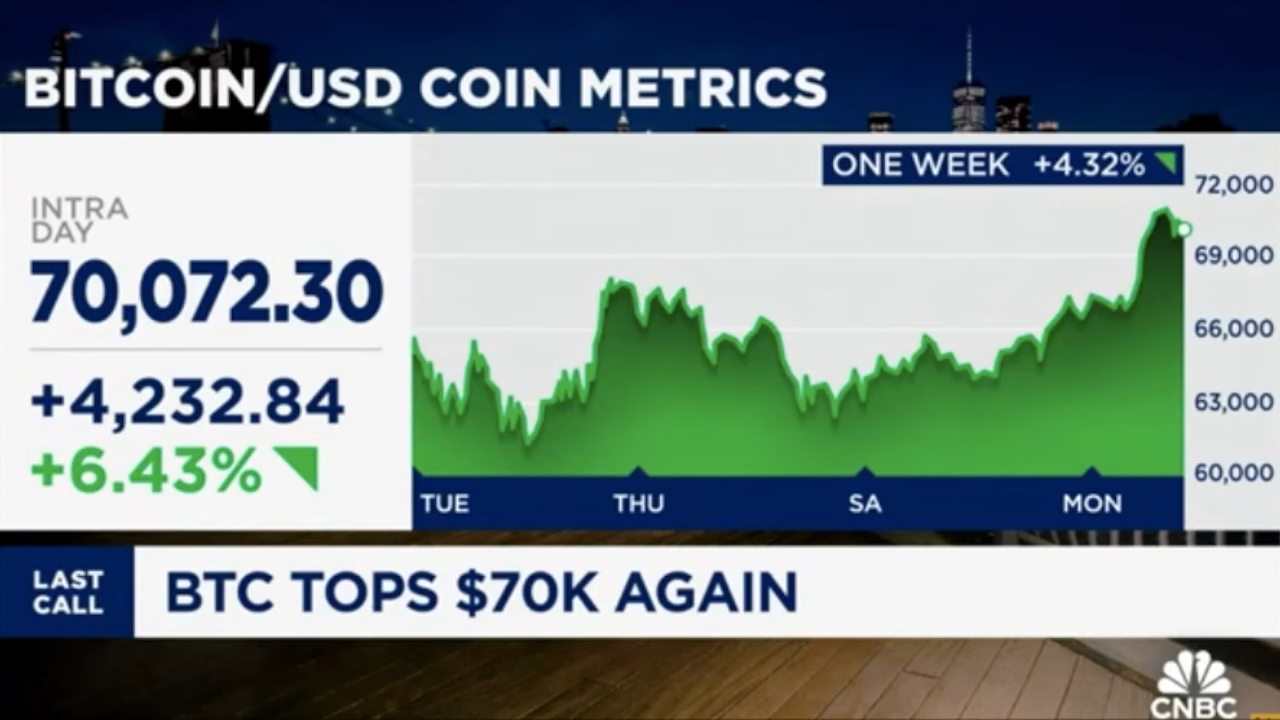 BITCOIN/USD COIN METRICS
ONE WEEK +4.32%
INTRA
DAY
70,072.30
+4,232.84
+6.43%
72,000
69,000
66,000
63,000
60,000
TUE THU SA MON
LAST
CALL
BTC TOPS $70K AGAIN
CNBC